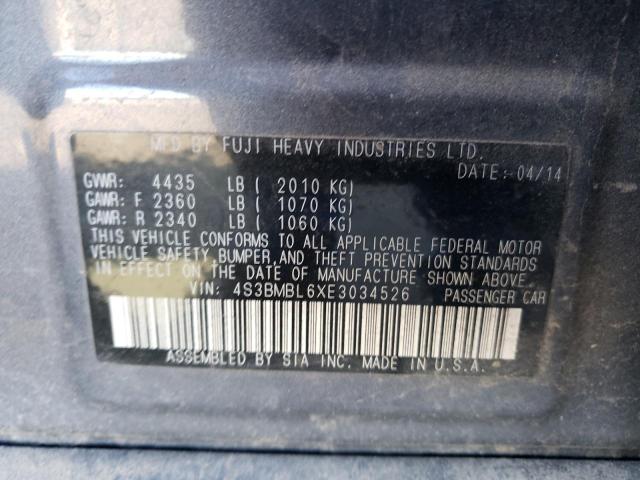 MFD BY FUJI HEAVY INDUSTRIES LTD.
DATE: 04/14
GVWR: 4435 LB ( 2010 KG)
GAWR: F 2360 LB ( 1070 KG)
GAWR: R 2340 LB ( 1060 KG)
THIS VEHICLE CONFORMS TO ALL APPLICABLE FEDERAL MOTOR
VEHICLE SAFETY, BUMPER, AND THEFT PREVENTION STANDARDS
IN EFFECT ON THE DATE OF MANUFACTURE SHOWN ABOVE.
VIN: 4S3BMBL6XE3034526 PASSENGER CAR
ASSEMBLED BY SIA INC. MADE IN U.S.A.